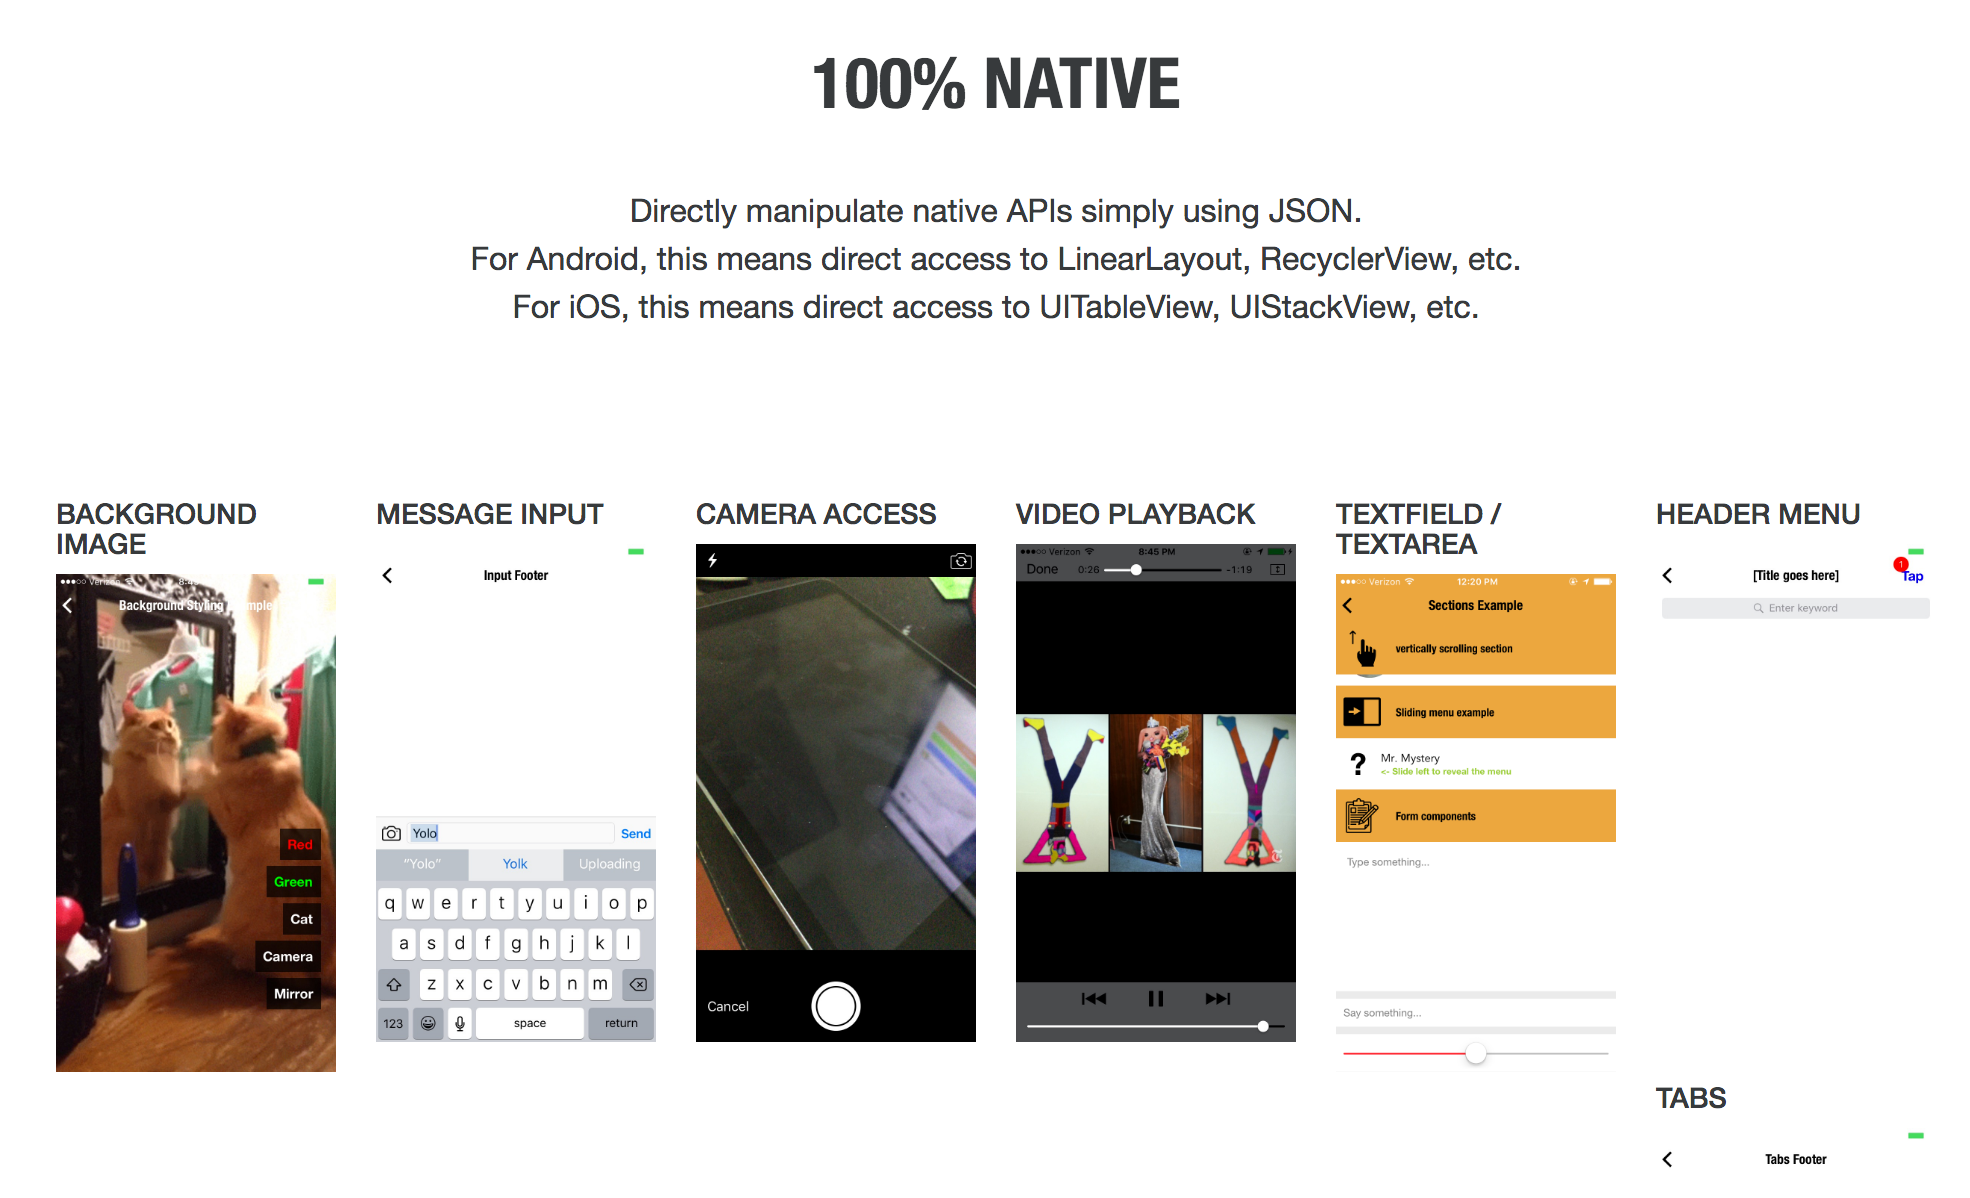 100% NATIVE
Directly manipulate native APIs simply using JSON.
For Android, this means direct access to LinearLayout, RecyclerView, etc.
For iOS, this means direct access to UITableView, UIStackView, etc.
BACKGROUND
IMAGE
Verizon
Background Styling
Red
Green
Cat
Camera
Mirror
MESSAGE INPUT
Input Footer
Yolo
Send
“Yolo”
Yolk
Uploading
q w e r t y u i o p
a s d f g h j k l
z x c v b n m
123
space
return
CAMERA ACCESS
Cancel
VIDEO PLAYBACK
Verizon
8:45 PM
Done
0:26
-1:19
TEXTFIELD /
TEXTAREA
Verizon
12:20 PM
Sections Example
vertically scrolling section
Sliding menu example
?
Mr. Mystery
<- Slide left to reveal the menu
Form components
Type something...
Say something...
HEADER MENU
[Title goes here]
1
Tap
Enter keyword
TABS
Tabs Footer